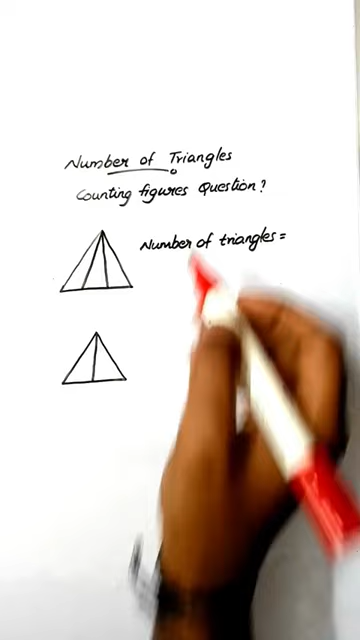 Number of Triangles
Counting figures Question?
Number of triangles =